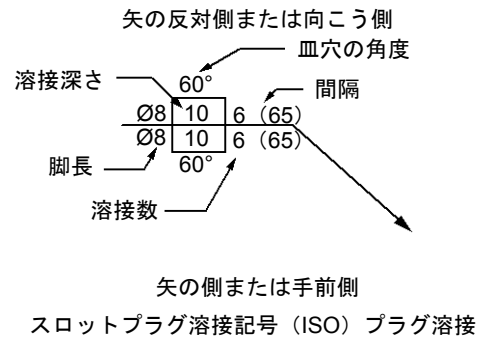 矢の反対側または向こう側
皿穴の角度
溶接深さ
60°
間隔
Ø8 10 6 (65)
Ø8 10 6 (65)
脚長
60°
溶接数
矢の側または手前側
スロットプラグ溶接記号（ISO）プラグ溶接